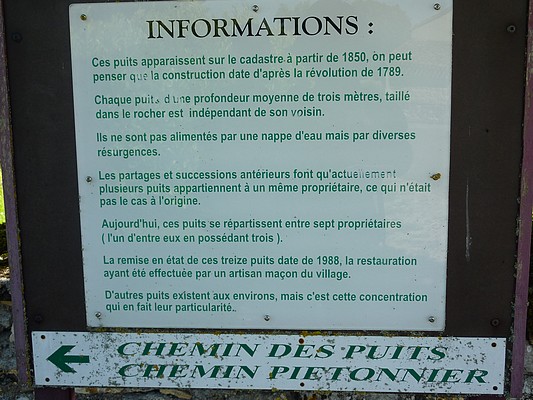 INFORMATIONS :
Ces puits apparaissent sur le cadastre à partir de 1850, on peut
penser que la construction date d'après la révolution de 1789.
Chaque puits d'une profondeur moyenne de trois mètres, taillé
dans le rocher est indépendant de son voisin.
Ils ne sont pas alimentés par une nappe d'eau mais par diverses
résurgences.
Les partages et successions antérieurs font qu'actuellement
plusieurs puits appartiennent à un même propriétaire, ce qui n'était
pas le cas à l'origine.
Aujourd'hui, ces puits se répartissent entre sept propriétaires
( l'un d'entre eux en possédant trois ).
La remise en état de ces treize puits date de 1988, la restauration
ayant été effectuée par un artisan maçon du village.
D'autres puits existent aux environs, mais c'est cette concentration
qui en fait leur particularité..
CHEMIN DES PUITS
CHEMIN PIETONNIER